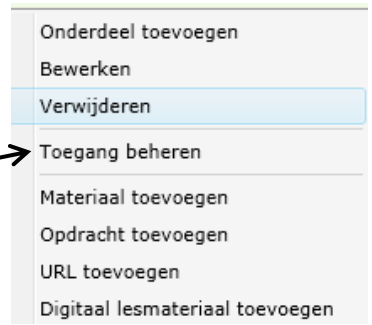 Onderdeel toevoegen
Bewerken
Verwijderen
Toegang beheren
Materiaal toevoegen
Opdracht toevoegen
URL toevoegen
Digitaal lesmateriaal toevoegen